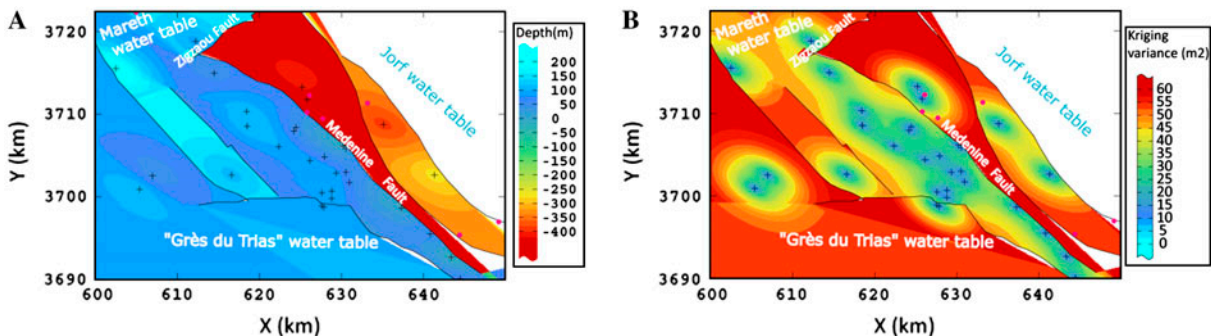 A
3722
3710
3700
3690
Y (km)
600
610
620
630
640
X (km)
Mareth
water table
Zigzaou Fault
Jorf water table
Medenine
Fault
"Grès du Trias" water table
Depth(m)
200
150
100
50
0
-50
-100
-150
-200
-250
-300
-350
-400
B
3722
3710
3700
3690
Y (km)
600
610
620
630
640
X (km)
Mareth
water table
Zigzaou Fault
Jorf water table
Medenine
Fault
"Grès du Trias" water table
Kriging
variance (m2)
60
50
45
40
35
30
25
20
15
10
5
0